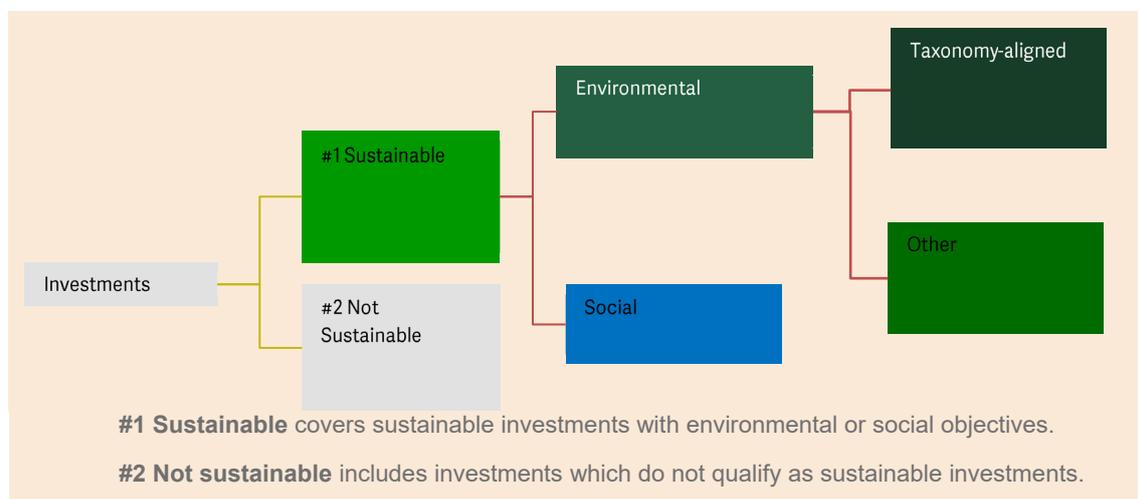 Taxonomy-aligned
Environmental
#1 Sustainable
Other
Investments
#2 Not
Sustainable
Social
#1 Sustainable covers sustainable investments with environmental or social objectives.
#2 Not sustainable includes investments which do not qualify as sustainable investments.